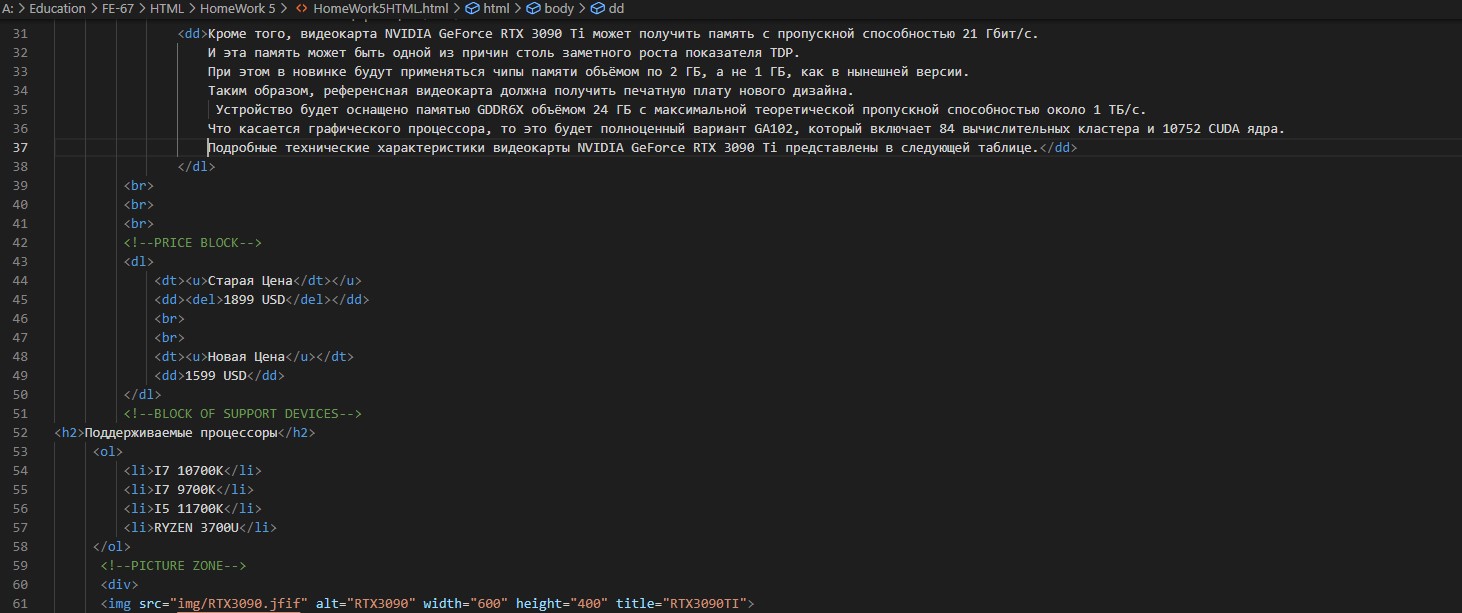 A: > Education > FE-67 > HTML > HomeWork 5 > <> HomeWork5HTML.html > html > body > dd
31 <dd>Кроме того, видеокарта NVIDIA GeForce RTX 3090 Ti может получить память с пропускной способностью 21 Гбит/с.
32 И эта память может быть одной из причин столь заметного роста показателя TDP.
33 При этом в новинке будут применяться чипы памяти объёмом по 2 ГБ, а не 1 ГБ, как в нынешней версии.
34 Таким образом, референсная видеокарта должна получить печатную плату нового дизайна.
35 Устройство будет оснащено памятью GDDR6X объёмом 24 ГБ с максимальной теоретической пропускной способностью около 1 ТБ/с.
36 Что касается графического процессора, то это будет полноценный вариант GA102, который включает 84 вычислительных кластера и 10752 CUDA ядра.
37 Подробные технические характеристики видеокарты NVIDIA GeForce RTX 3090 Ti представлены в следующей таблице.</dd>
38 </dl>
39 <br>
40 <br>
41 <br>
42 <!--PRICE BLOCK-->
43 <dl>
44 <dt><u>Старая Цена</dt></u>
45 <dd><del>1899 USD</del></dd>
46 <br>
47 <br>
48 <dt><u>Новая Цена</u></dt>
49 <dd>1599 USD</dd>
50 </dl>
51 <!--BLOCK OF SUPPORT DEVICES-->
52 <h2>Поддерживаемые процессоры</h2>
53 <ol>
54 <li>I7 10700K</li>
55 <li>I7 9700K</li>
56 <li>I5 11700K</li>
57 <li>RYZEN 3700U</li>
58 </ol>
59 <!--PICTURE ZONE-->
60 <div>
61 <img src="img/RTX3090.jfif" alt="RTX3090" width="600" height="400" title="RTX3090TI">